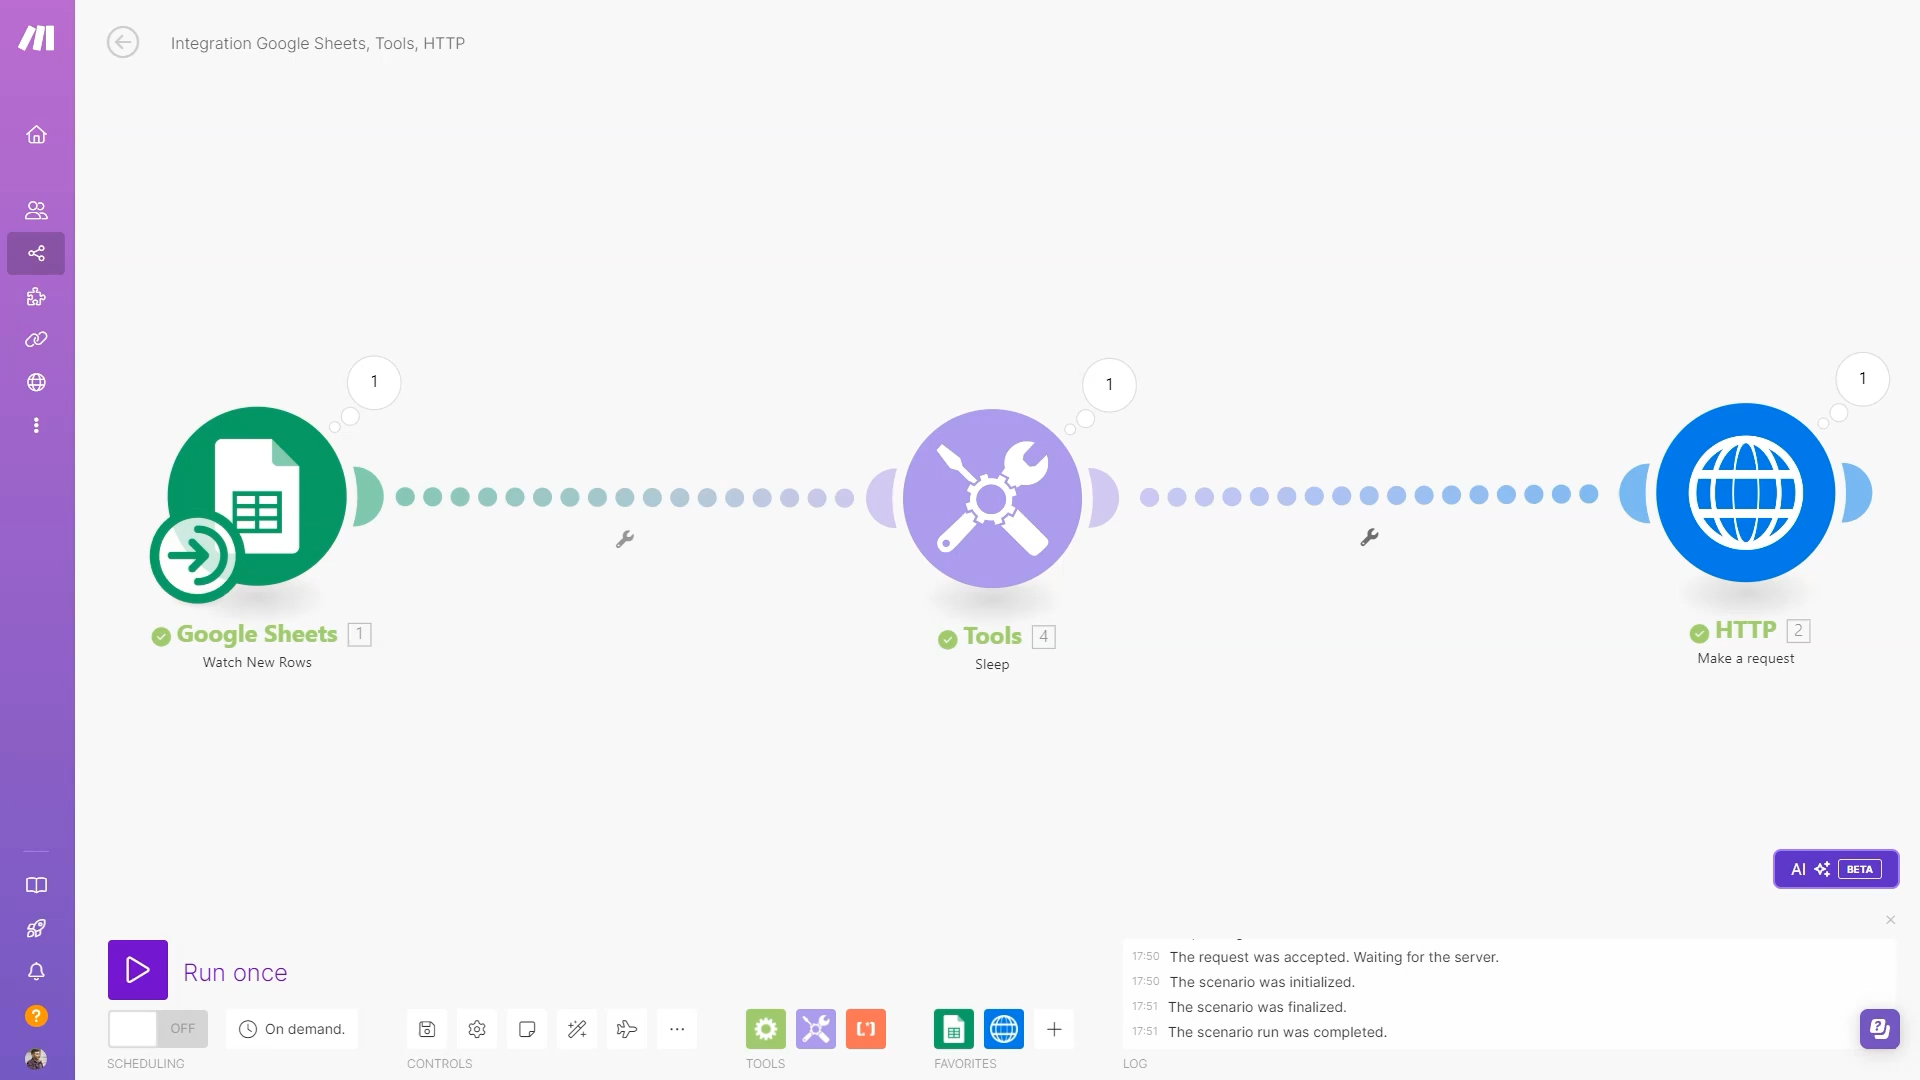 Integration Google Sheets, Tools, HTTP
1
1
1
Google Sheets 1
Watch New Rows
Tools 4
Sleep
HTTP 2
Make a request
AI BETA
Run once
17:50 The request was accepted. Waiting for the server.
17:50 The scenario was initialized.
17:51 The scenario was finalized.
17:51 The scenario run was completed.
OFF
On demand.
SCHEDULING
CONTROLS
TOOLS
FAVORITES
LOG